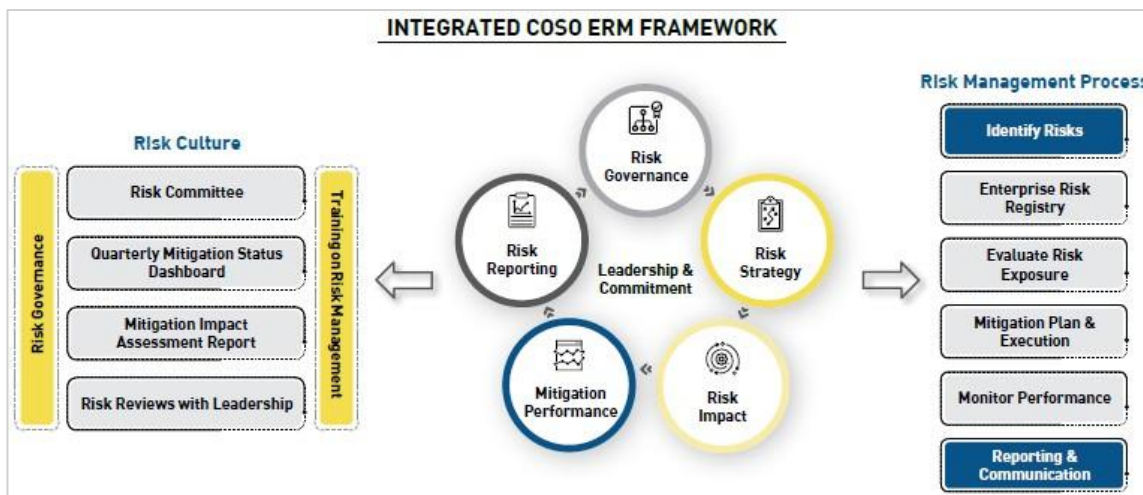 INTEGRATED COSO ERM FRAMEWORK
Risk Culture
Risk Governance
Risk Committee
Quarterly Mitigation Status
Dashboard
Mitigation Impact
Assessment Report
Risk Reviews with Leadership
Training on Risk Management
Risk
Governance
Risk
Strategy
Risk
Impact
Mitigation
Performance
Risk
Reporting
Leadership &
Commitment
Risk Management Process
Identify Risks
Enterprise Risk
Registry
Evaluate Risk
Exposure
Mitigation Plan &
Execution
Monitor Performance
Reporting &
Communication